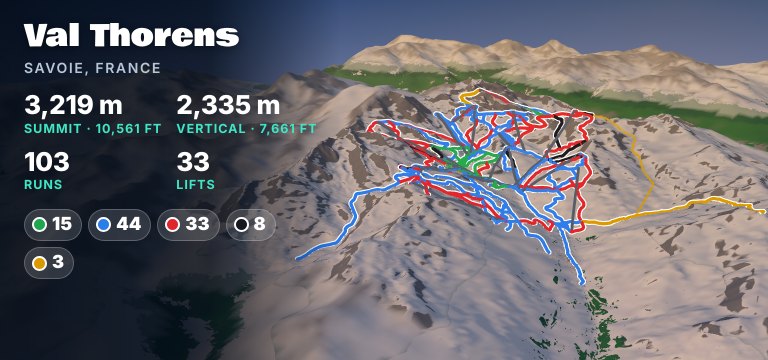 Val Thorens
SAVOIE, FRANCE
3,219 m 2,335 m
SUMMIT · 10,561 FT VERTICAL · 7,661 FT
103 33
RUNS LIFTS
15 44 33 8
3